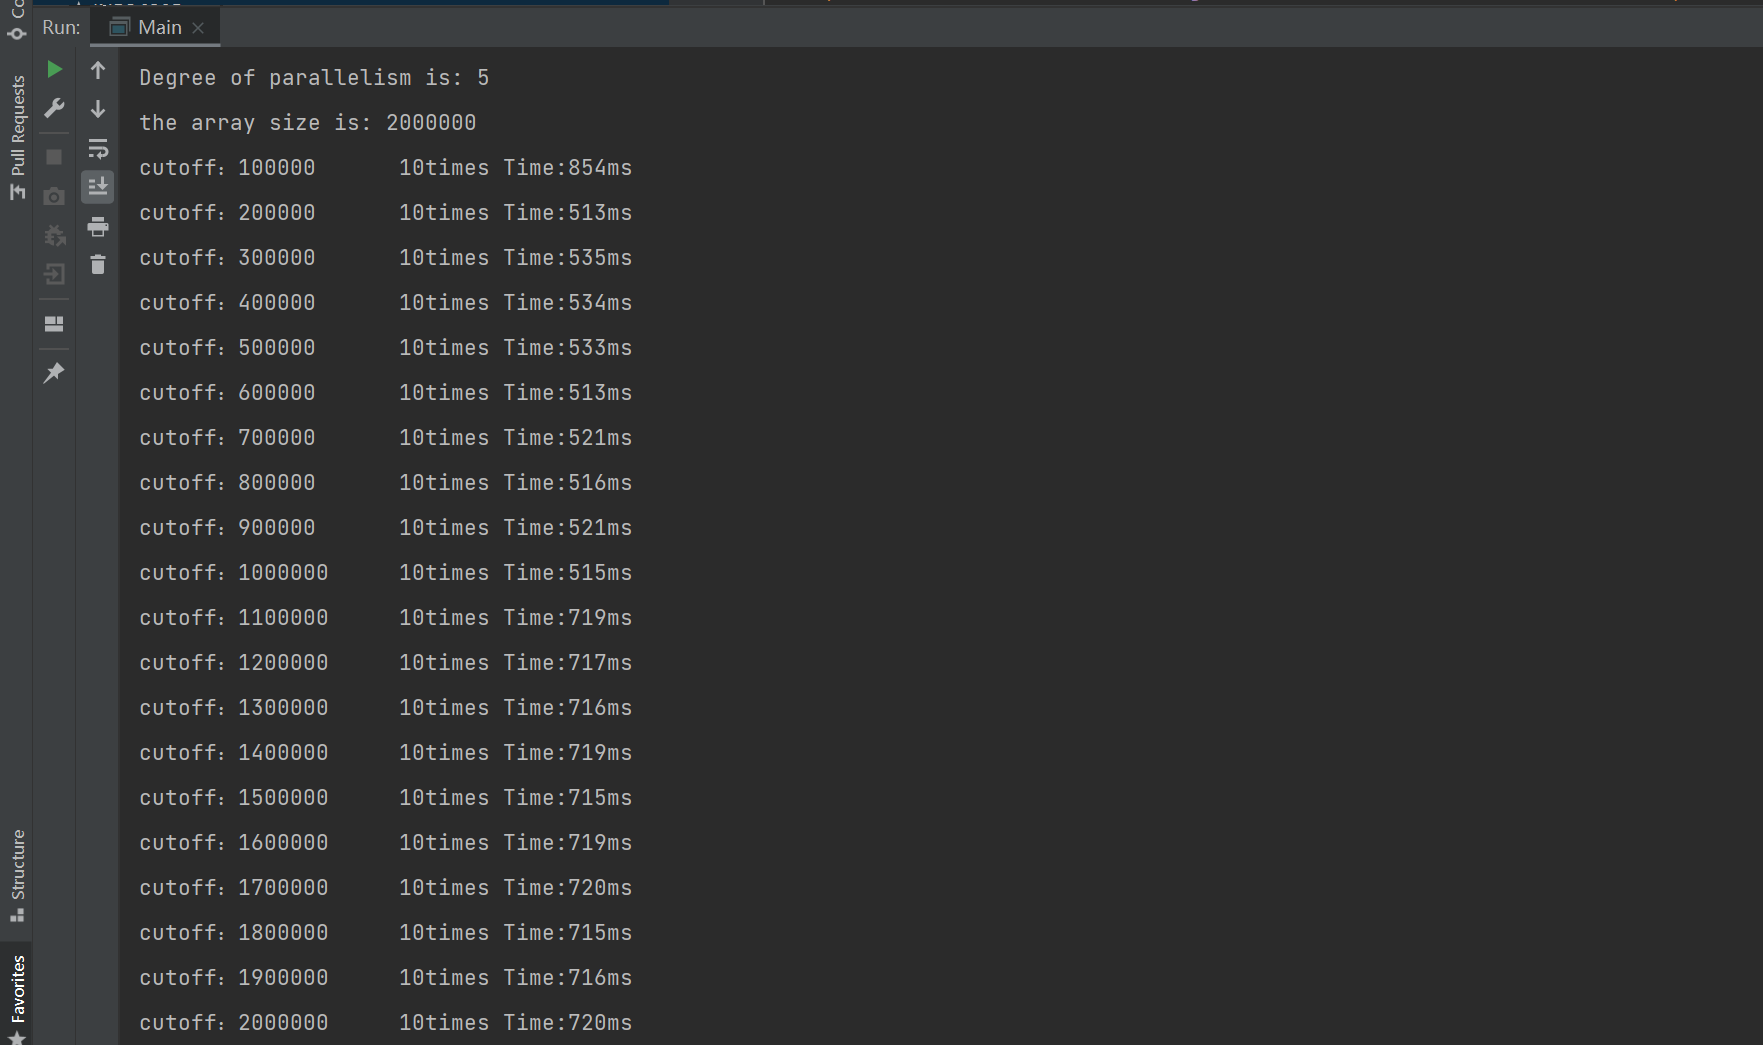 Run: Main
Pull Requests
Structure
Favorites
Degree of parallelism is: 5
the array size is: 2000000
cutoff：100000 10times Time:854ms
cutoff：200000 10times Time:513ms
cutoff：300000 10times Time:535ms
cutoff：400000 10times Time:534ms
cutoff：500000 10times Time:533ms
cutoff：600000 10times Time:513ms
cutoff：700000 10times Time:521ms
cutoff：800000 10times Time:516ms
cutoff：900000 10times Time:521ms
cutoff：1000000 10times Time:515ms
cutoff：1100000 10times Time:719ms
cutoff：1200000 10times Time:717ms
cutoff：1300000 10times Time:716ms
cutoff：1400000 10times Time:719ms
cutoff：1500000 10times Time:715ms
cutoff：1600000 10times Time:719ms
cutoff：1700000 10times Time:720ms
cutoff：1800000 10times Time:715ms
cutoff：1900000 10times Time:716ms
cutoff：2000000 10times Time:720ms